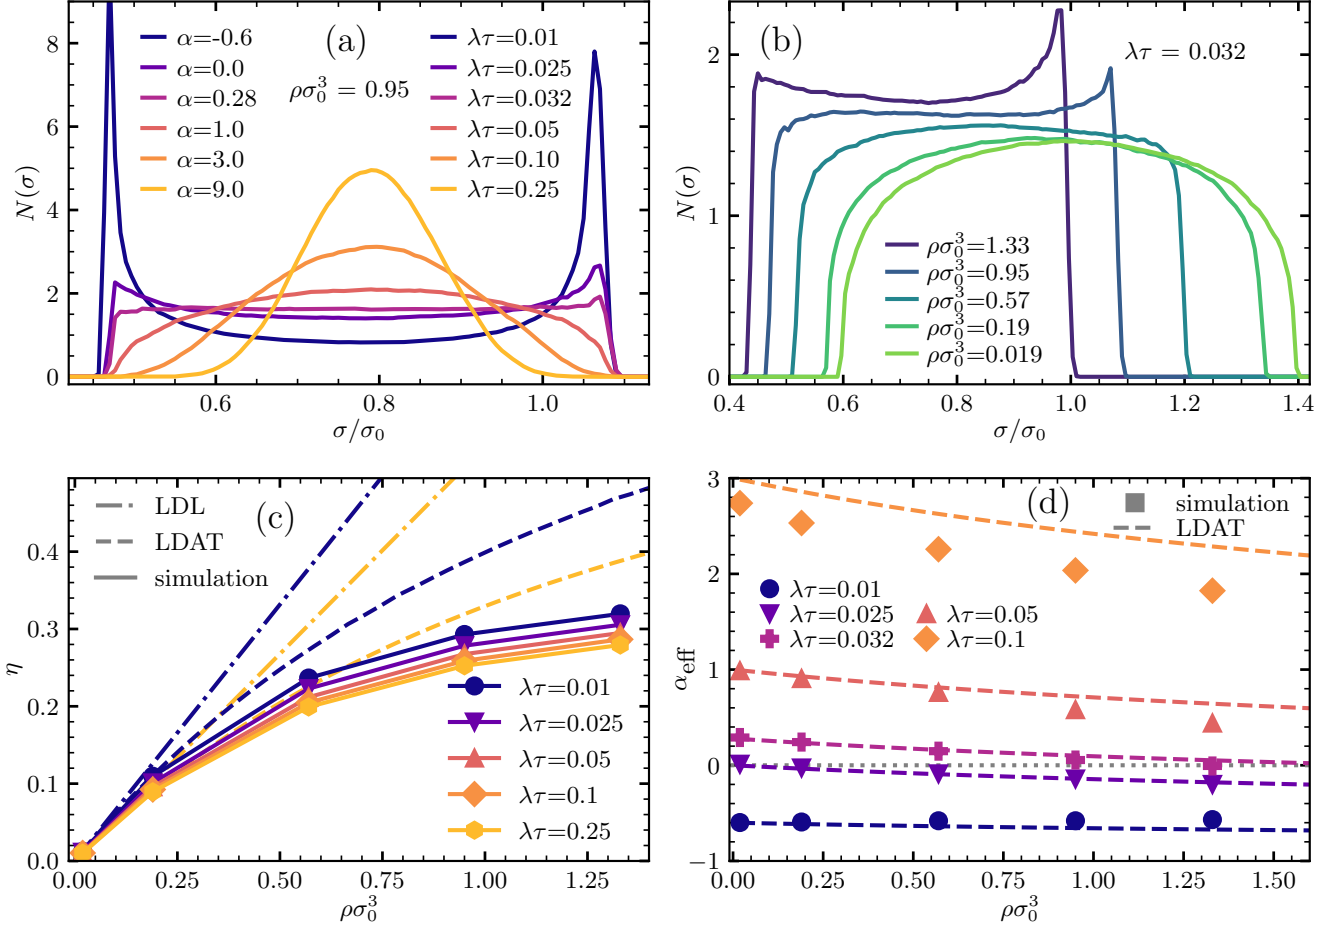 (a)
N(σ)
8
6
4
2
0
α=-0.6
α=0.0
α=0.28
α=1.0
α=3.0
α=9.0
ρσ₀³ = 0.95
λτ=0.01
λτ=0.025
λτ=0.032
λτ=0.05
λτ=0.10
λτ=0.25
0.6
0.8
1.0
σ/σ₀
(b)
λτ = 0.032
N(σ)
2
1
0
ρσ₀³=1.33
ρσ₀³=0.95
ρσ₀³=0.57
ρσ₀³=0.19
ρσ₀³=0.019
0.4
0.6
0.8
1.0
1.2
1.4
σ/σ₀
(c)
LDL
LDAT
simulation
η
0.4
0.3
0.2
0.1
0.0
λτ=0.01
λτ=0.025
λτ=0.05
λτ=0.1
λτ=0.25
0.00
0.25
0.50
0.75
1.00
1.25
ρσ₀³
(d)
simulation
LDAT
α_eff
3
2
1
0
−1
λτ=0.01
λτ=0.025
λτ=0.032
λτ=0.05
λτ=0.1
0.00
0.25
0.50
0.75
1.00
1.25
1.50
ρσ₀³